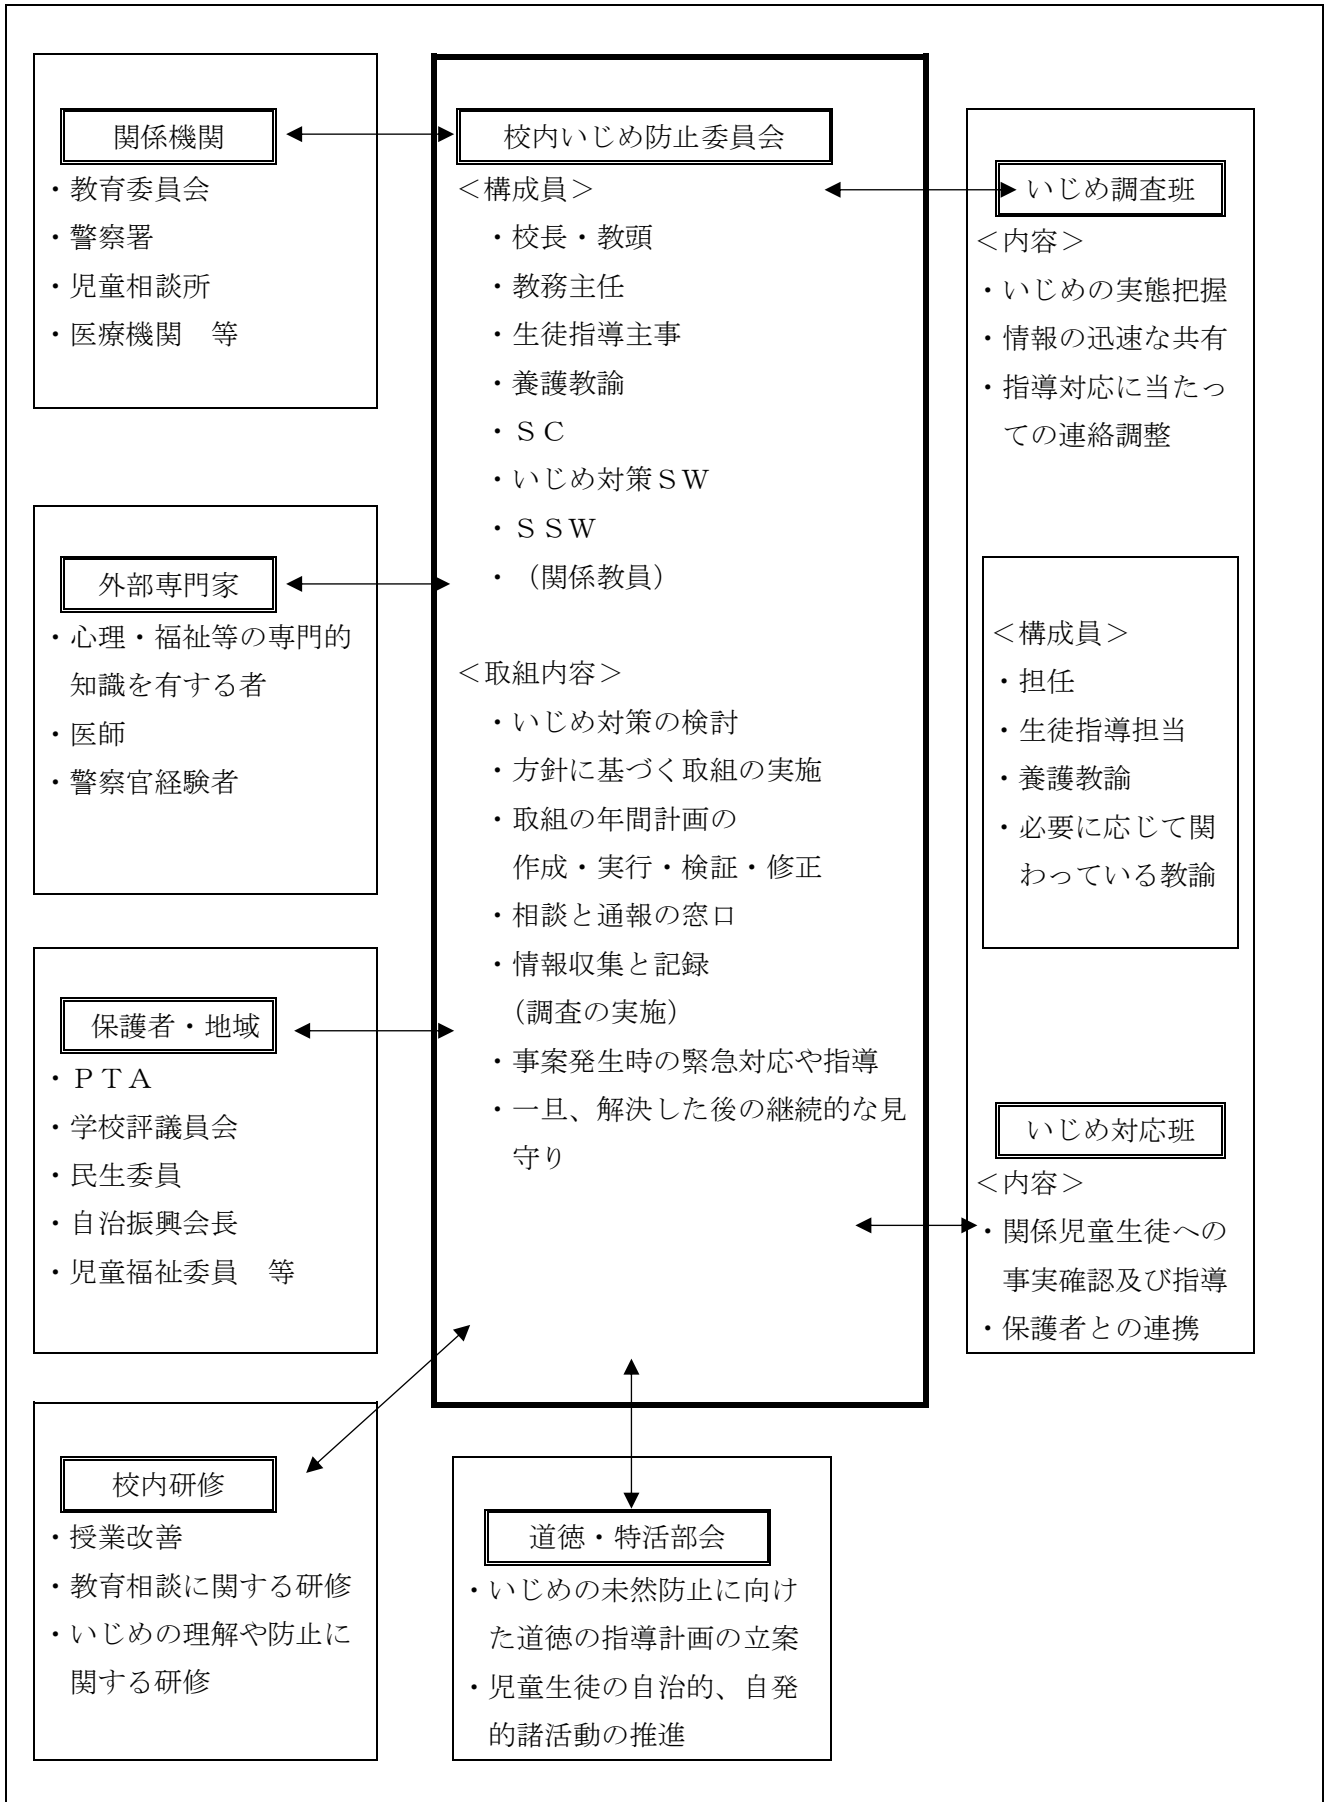 関係機関
・教育委員会
・警察署
・児童相談所
・医療機関　等
外部専門家
・心理・福祉等の専門的
知識を有する者
・医師
・警察官経験者
保護者・地域
・ＰＴＡ
・学校評議員会
・民生委員
・自治振興会長
・児童福祉委員　等
校内研修
・授業改善
・教育相談に関する研修
・いじめの理解や防止に
関する研修
校内いじめ防止委員会
＜構成員＞
・校長・教頭
・教務主任
・生徒指導主事
・養護教諭
・ＳＣ
・いじめ対策ＳＷ
・ＳＳＷ
・（関係教員）
＜取組内容＞
・いじめ対策の検討
・方針に基づく取組の実施
・取組の年間計画の
作成・実行・検証・修正
・相談と通報の窓口
・情報収集と記録
（調査の実施）
・事案発生時の緊急対応や指導
・一旦、解決した後の継続的な見
守り
道徳・特活部会
・いじめの未然防止に向け
た道徳の指導計画の立案
・児童生徒の自治的、自発
的諸活動の推進
いじめ調査班
＜内容＞
・いじめの実態把握
・情報の迅速な共有
・指導対応に当たっ
ての連絡調整
＜構成員＞
・担任
・生徒指導担当
・養護教諭
・必要に応じて関
わっている教諭
いじめ対応班
＜内容＞
・関係児童生徒への
事実確認及び指導
・保護者との連携